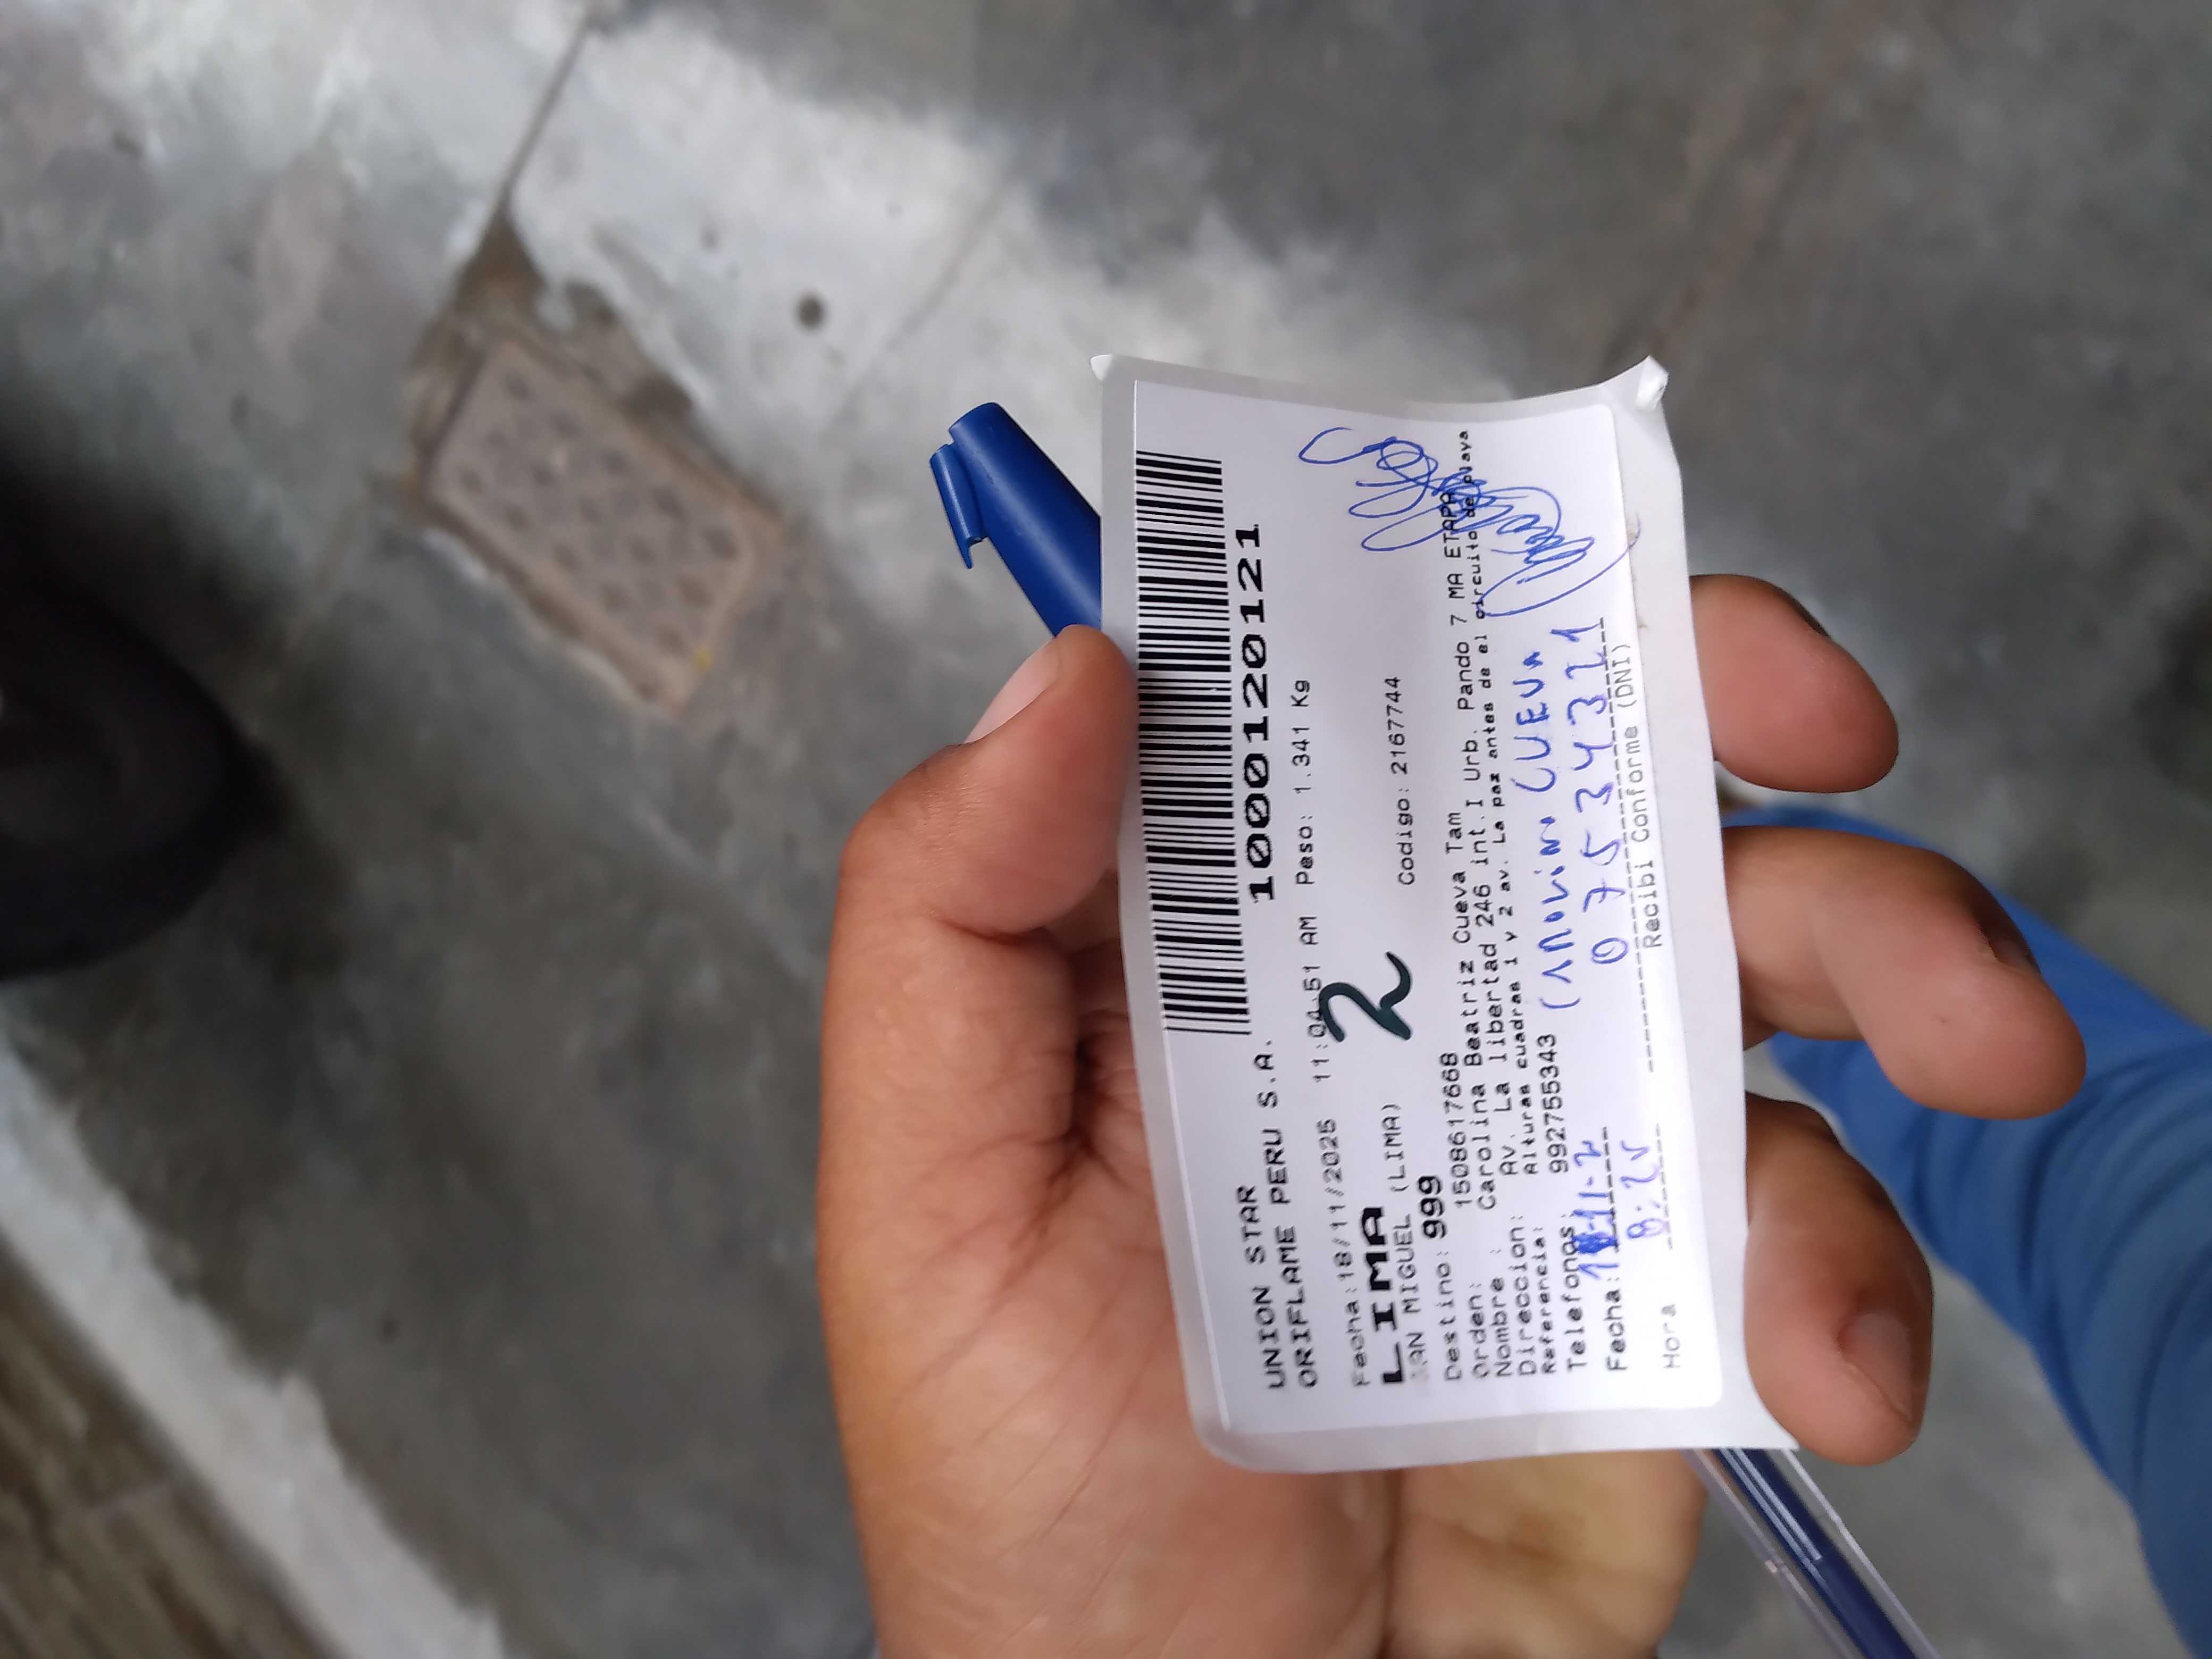 1000120121
UNION STAR
ORIFLAME PERU S.A.
Fecha:18/11/2025 11:04:51 AM Peso: 1.341 Kg
LIMA
2
SAN MIGUEL (LIMA)
Codigo: 2167744
Destino: 999
Orden: 1508617668
Nombre : Carolina Beatriz Cueva Tam
Direccion: Av. La libertad 246 int.I Urb. Pando 7 MA ETAPA
Referencia: Alturas cuadras 1 y 2 av. La paz antes de el circuito de playa
Telefonos: 992755343
CUEVA
Fecha:
07534321
Hora
Recibi Conforme (DNI)